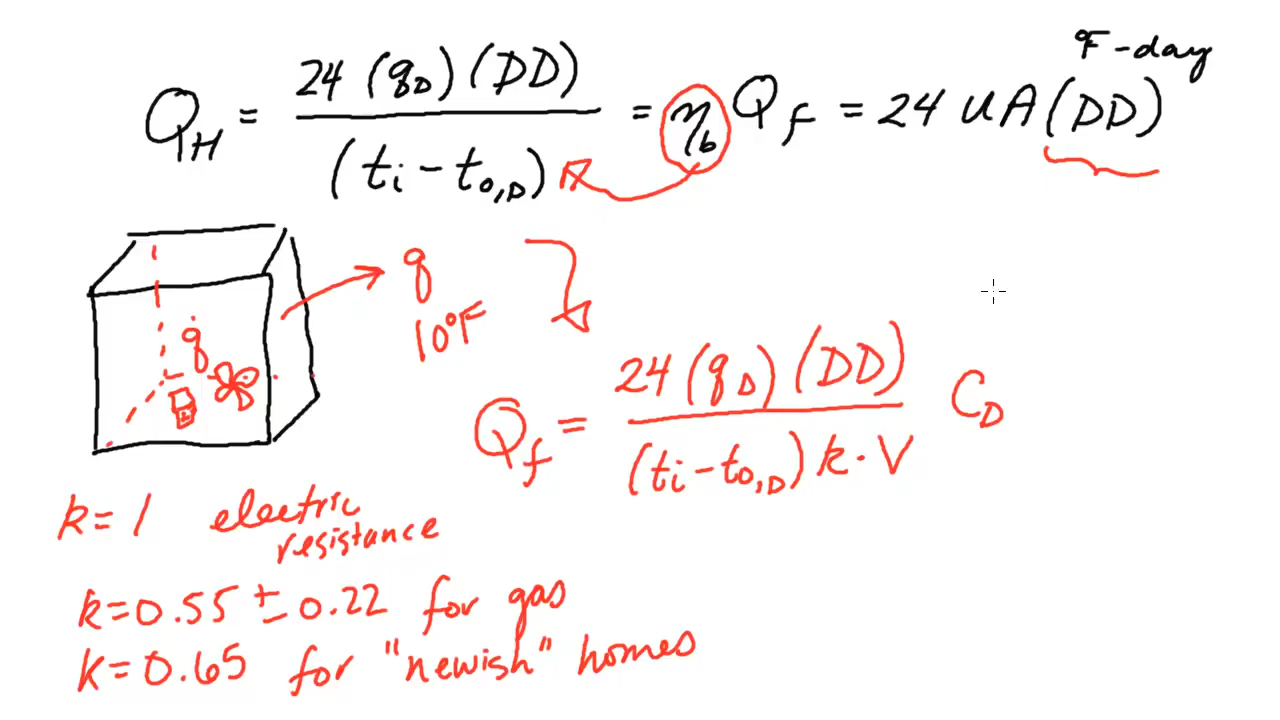 °F-day
Q_H = 24 (q_D) (DD) / (t_i - t_o,D) = η_b Q_f = 24 UA (DD)
q
10°F
q
Q_f = 24 (q_D) (DD) / (t_i - t_o,D) k · V C_D
k = 1 electric
resistance
k = 0.55 ± 0.22 for gas
k = 0.65 for "newish" homes